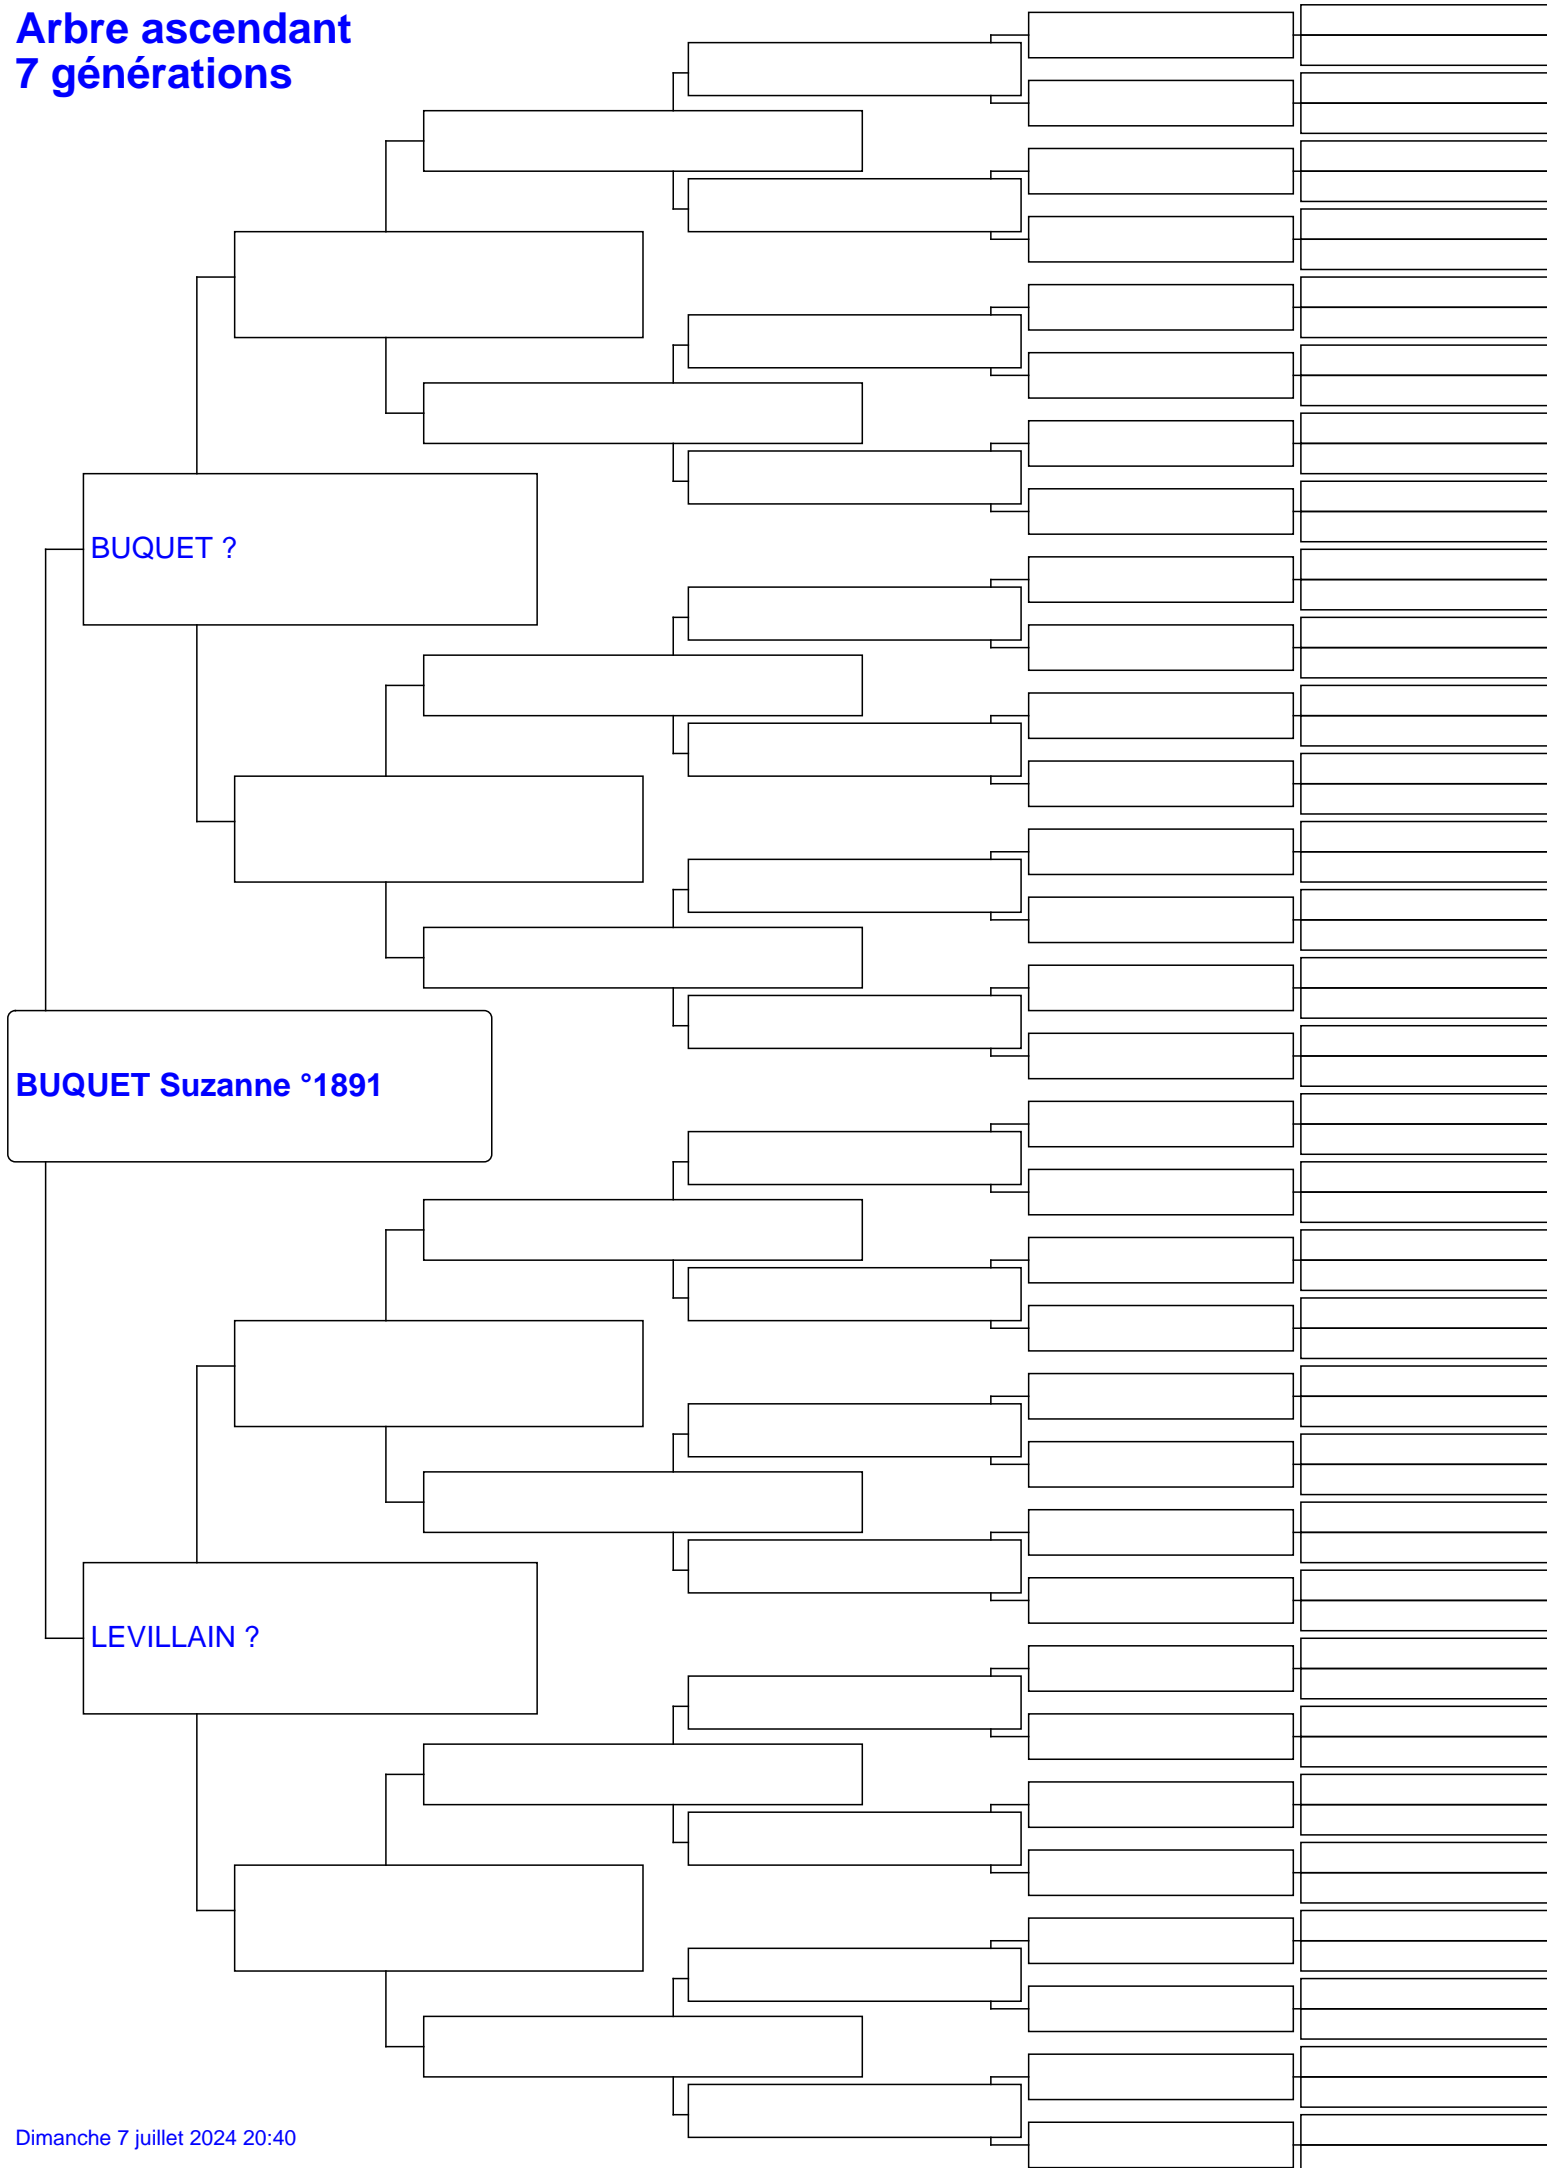 Arbre ascendant
7 générations
BUQUET ?
BUQUET Suzanne °1891
LEVILLAIN ?
Dimanche 7 juillet 2024 20:40